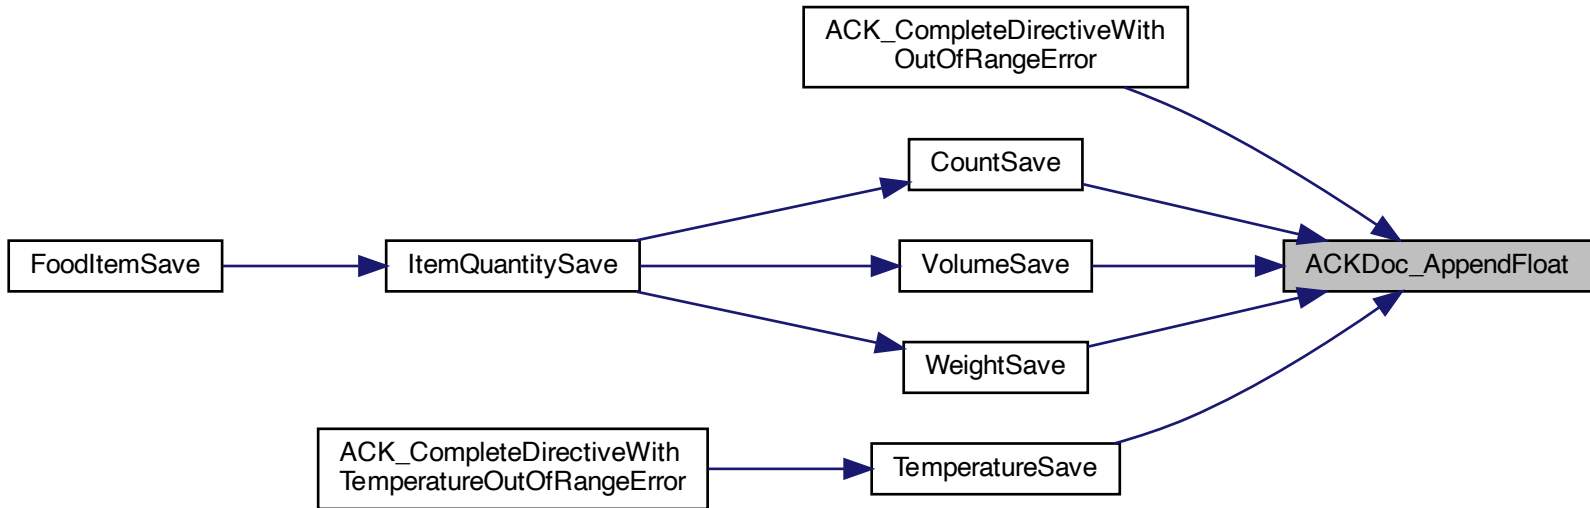 ACK_CompleteDirectiveWith
OutOfRangeError
CountSave
FoodItemSave
ItemQuantitySave
VolumeSave
ACKDoc_AppendFloat
WeightSave
ACK_CompleteDirectiveWith
TemperatureOutOfRangeError
TemperatureSave